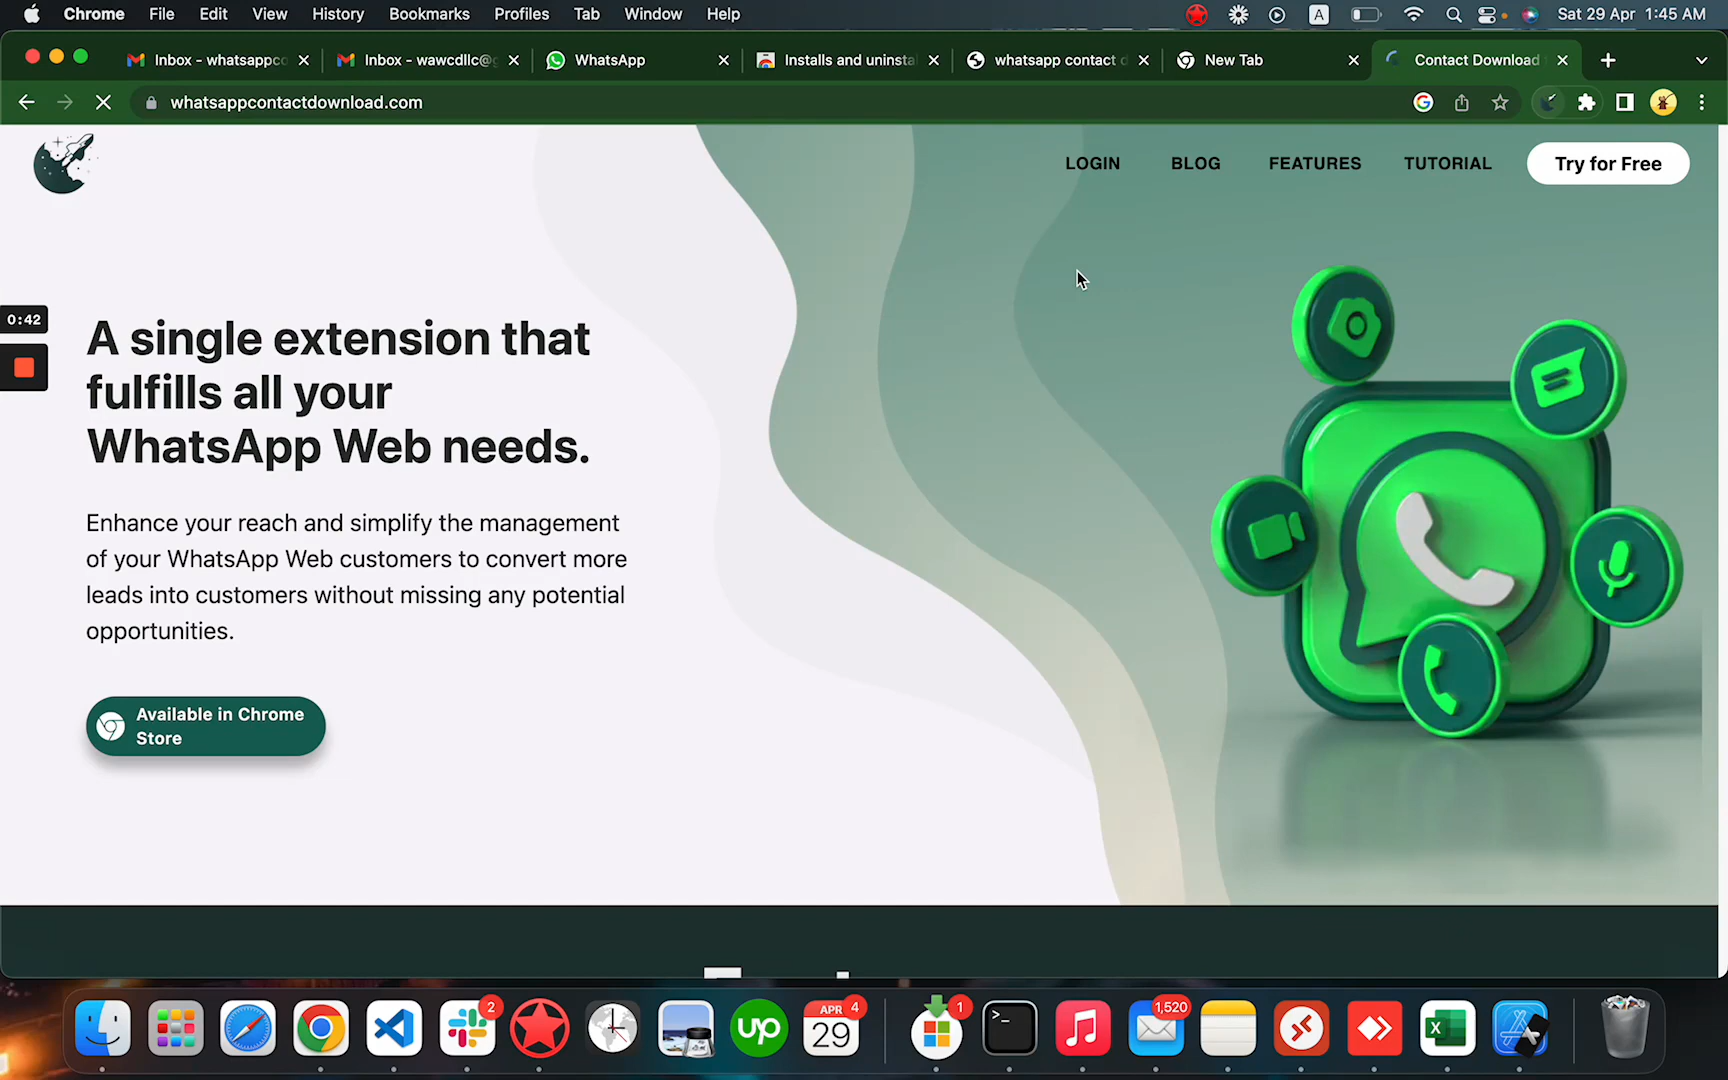 Chrome File Edit View History Bookmarks Profiles Tab Window Help A Sat 29 Apr 1:45 AM
Inbox - whatsappco Inbox - wawcdllc@g WhatsApp Installs and uninsta whatsapp contact d New Tab Contact Download
whatsappcontactdownload.com
LOGIN BLOG FEATURES TUTORIAL Try for Free
0:42
A single extension that
fulfills all your
WhatsApp Web needs.
Enhance your reach and simplify the management
of your WhatsApp Web customers to convert more
leads into customers without missing any potential
opportunities.
Available in Chrome
Store
2 up APR 4 29 1 >_ 1,520 X